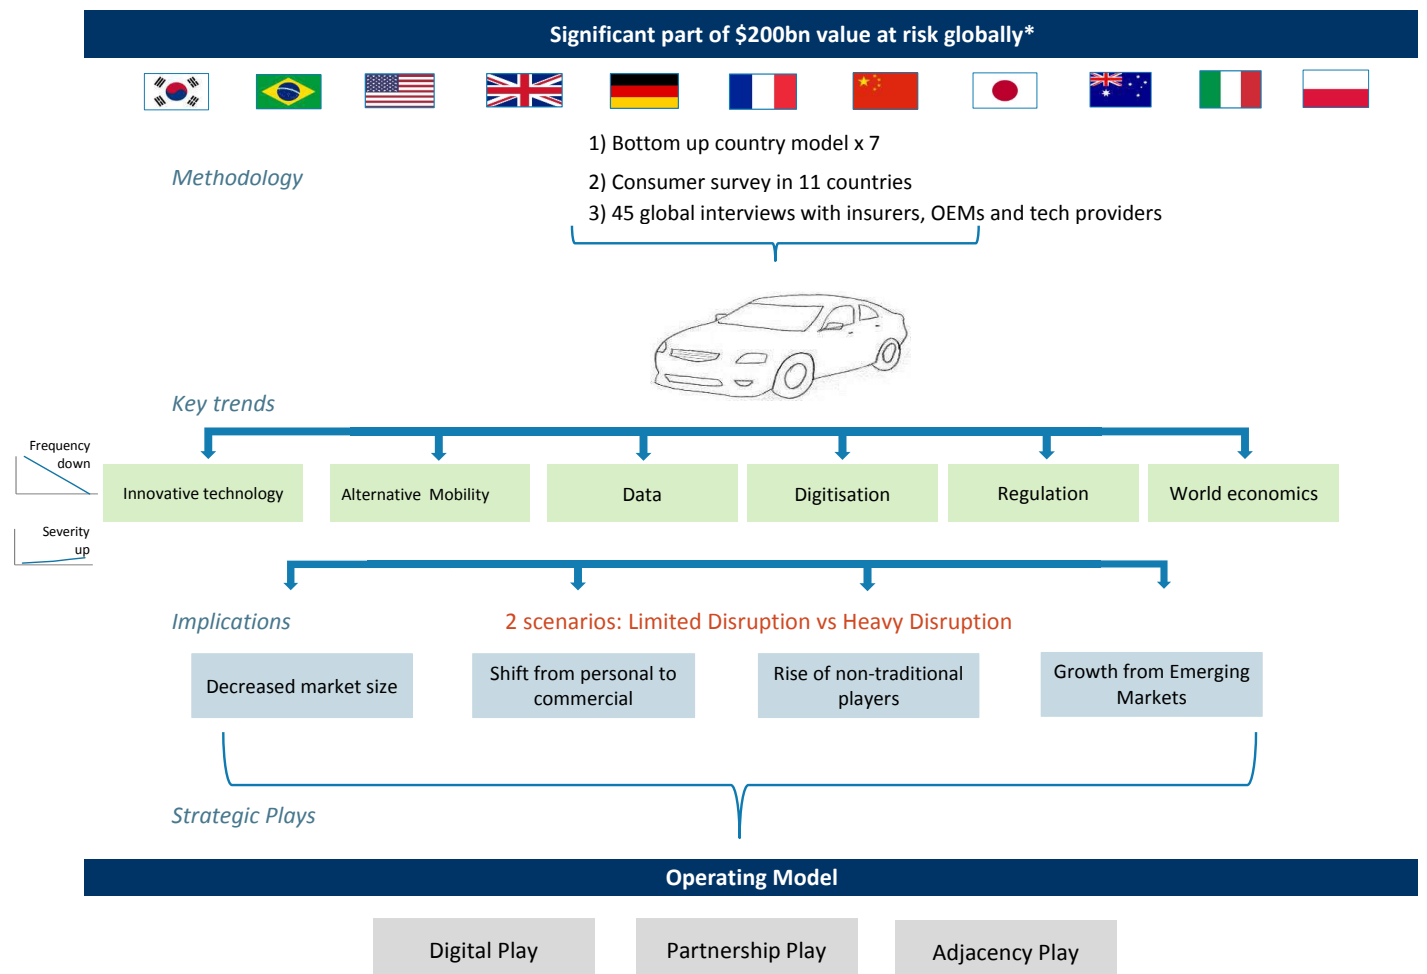 Significant part of $200bn value at risk globally*
1) Bottom up country model x 7
Methodology
2) Consumer survey in 11 countries
3) 45 global interviews with insurers, OEMs and tech providers
Key trends
Frequency
down
Innovative technology
Alternative Mobility
Data
Digitisation
Regulation
World economics
Severity
up
Implications
2 scenarios: Limited Disruption vs Heavy Disruption
Decreased market size
Shift from personal to
commercial
Rise of non-traditional
players
Growth from Emerging
Markets
Strategic Plays
Operating Model
Digital Play
Partnership Play
Adjacency Play